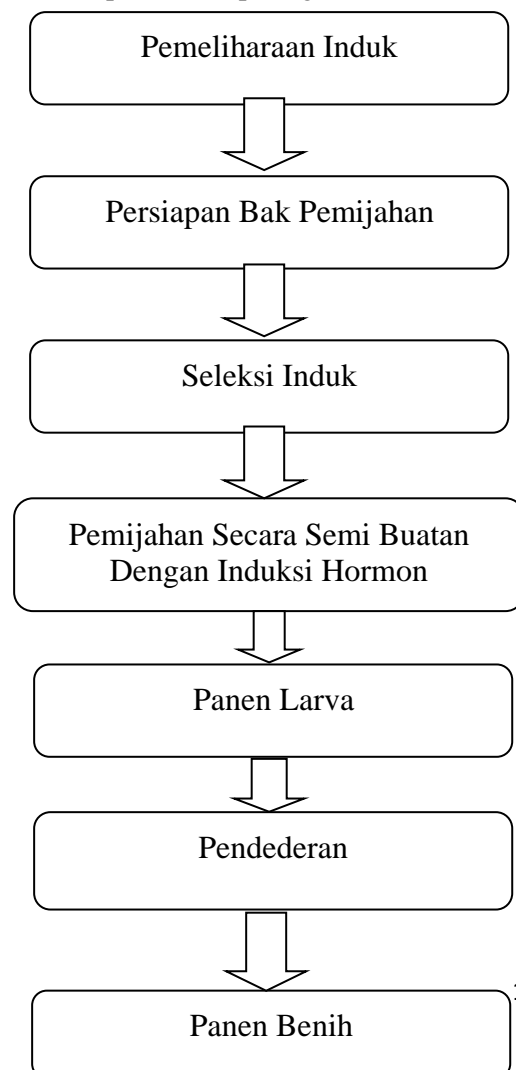 Pemeliharaan Induk
Persiapan Bak Pemijahan
Seleksi Induk
Pemijahan Secara Semi Buatan
Dengan Induksi Hormon
Panen Larva
Pendederan
Panen Benih